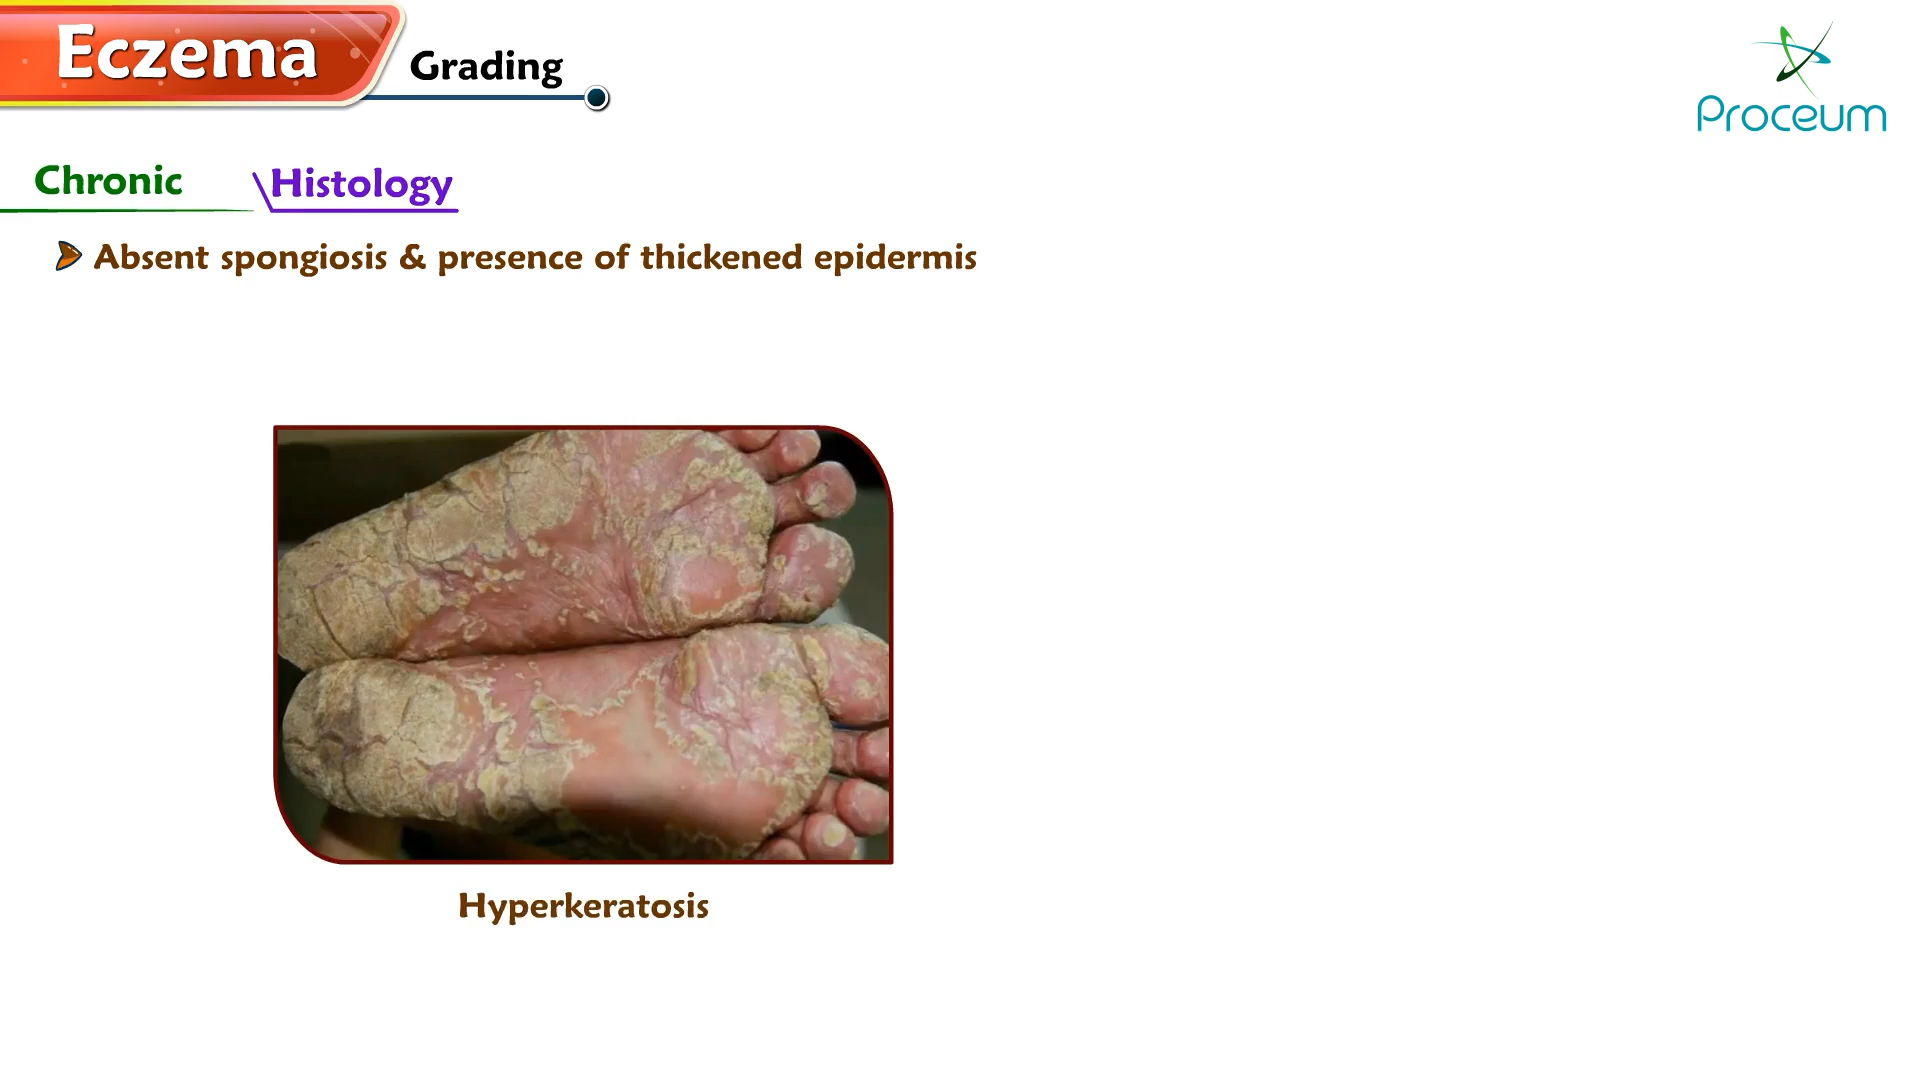 Eczema
Grading
Proceum
Chronic
Histology
Absent spongiosis & presence of thickened epidermis
Hyperkeratosis